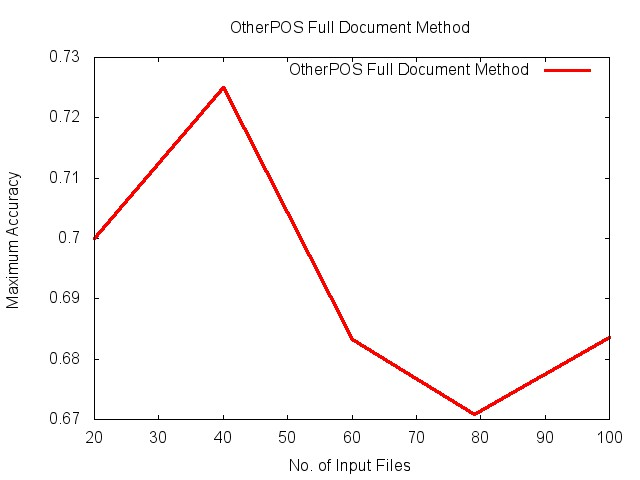 OtherPOS Full Document Method
OtherPOS Full Document Method
0.73
0.72
0.71
0.7
0.69
0.68
0.67
Maximum Accuracy
20 30 40 50 60 70 80 90 100
No. of Input Files